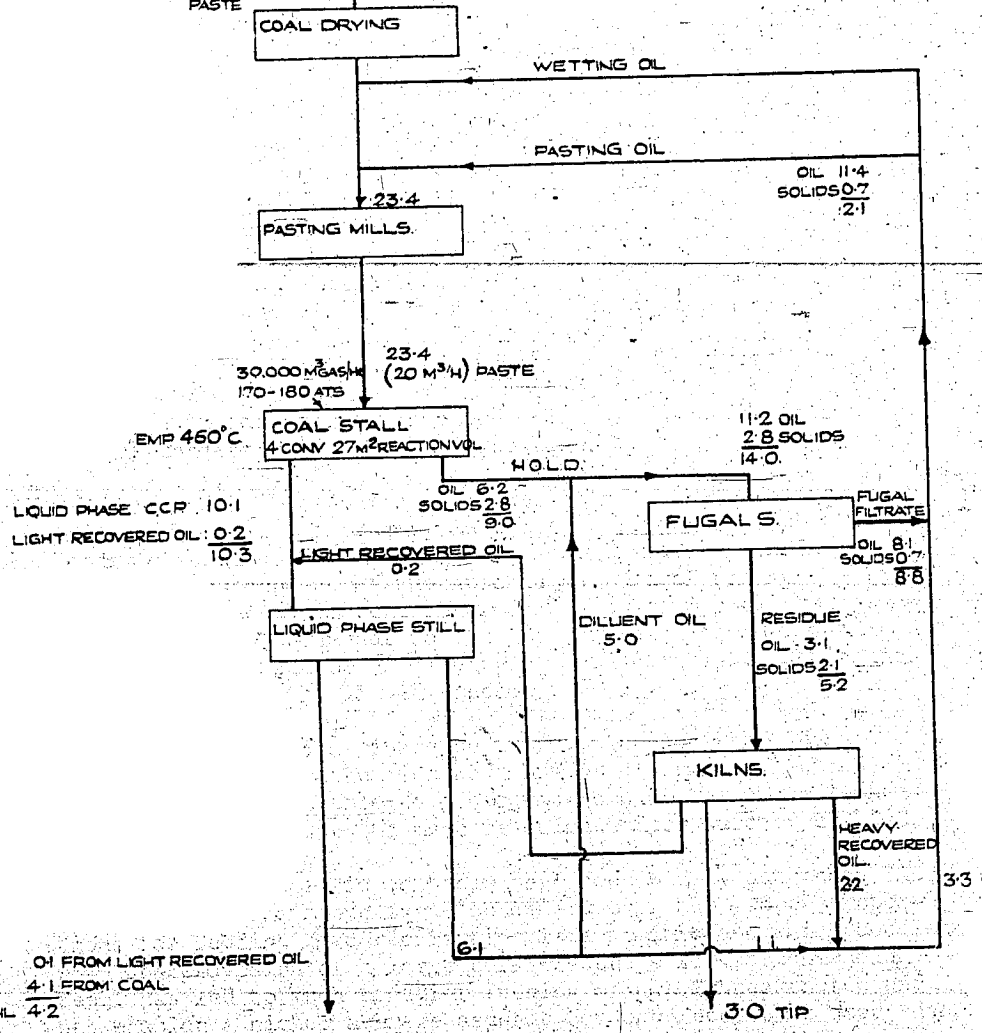 PASTE
COAL DRYING
WETTING OIL
PASTING OIL
OIL 11.4
SOLIDS 0.7
12.1
23.4
PASTING MILLS.
30.000 M³GAS/H
170-180 ATS
23.4
(20 M³/H) PASTE
EMP 460°C
COAL STALL
4 CONV 27M² REACTION VOL
11.2 OIL
2.8 SOLIDS
14.0.
H.O.L.D.
OIL 6.2
SOLIDS 2.8
9.0
FUGALS.
FUGAL
FILTRATE
OIL 8.1
SOLIDS 0.7
8.8
LIQUID PHASE C.C.P. 10.1
LIGHT RECOVERED OIL: 0.2
10.3
LIGHT RECOVERED OIL
0.2
LIQUID PHASE STILL
DILUENT OIL
5.0
RESIDUE
OIL 3.1
SOLIDS 2.1
5.2
KILNS.
HEAVY
RECOVERED
OIL.
2.2
3.3
6.1
1.1
0.1 FROM LIGHT RECOVERED OIL
4.1 FROM COAL
4.2
3.0 TIP